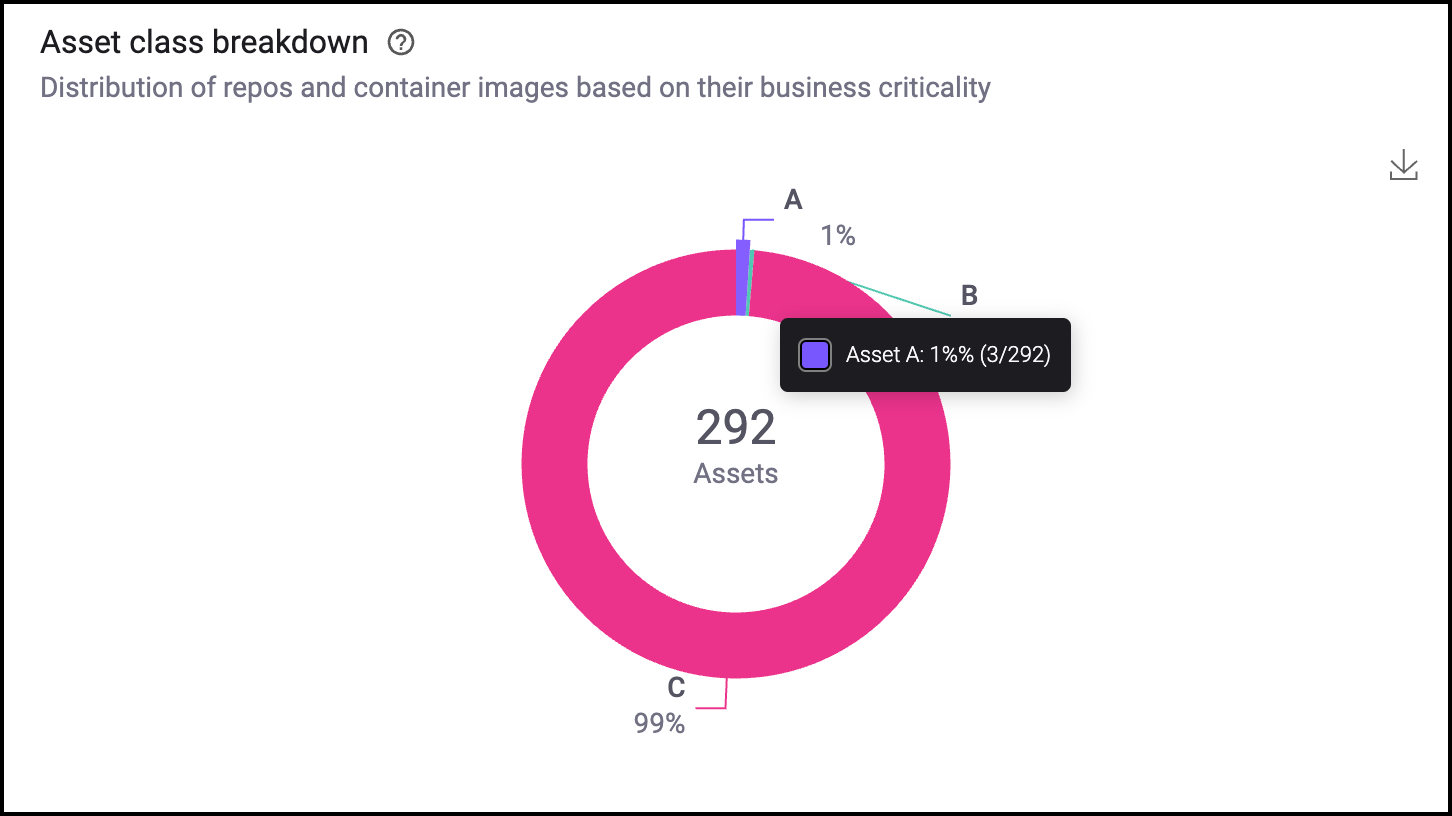 Asset class breakdown
Distribution of repos and container images based on their business criticality
A
1%
B
Asset A: 1%% (3/292)
292
Assets
C
99%